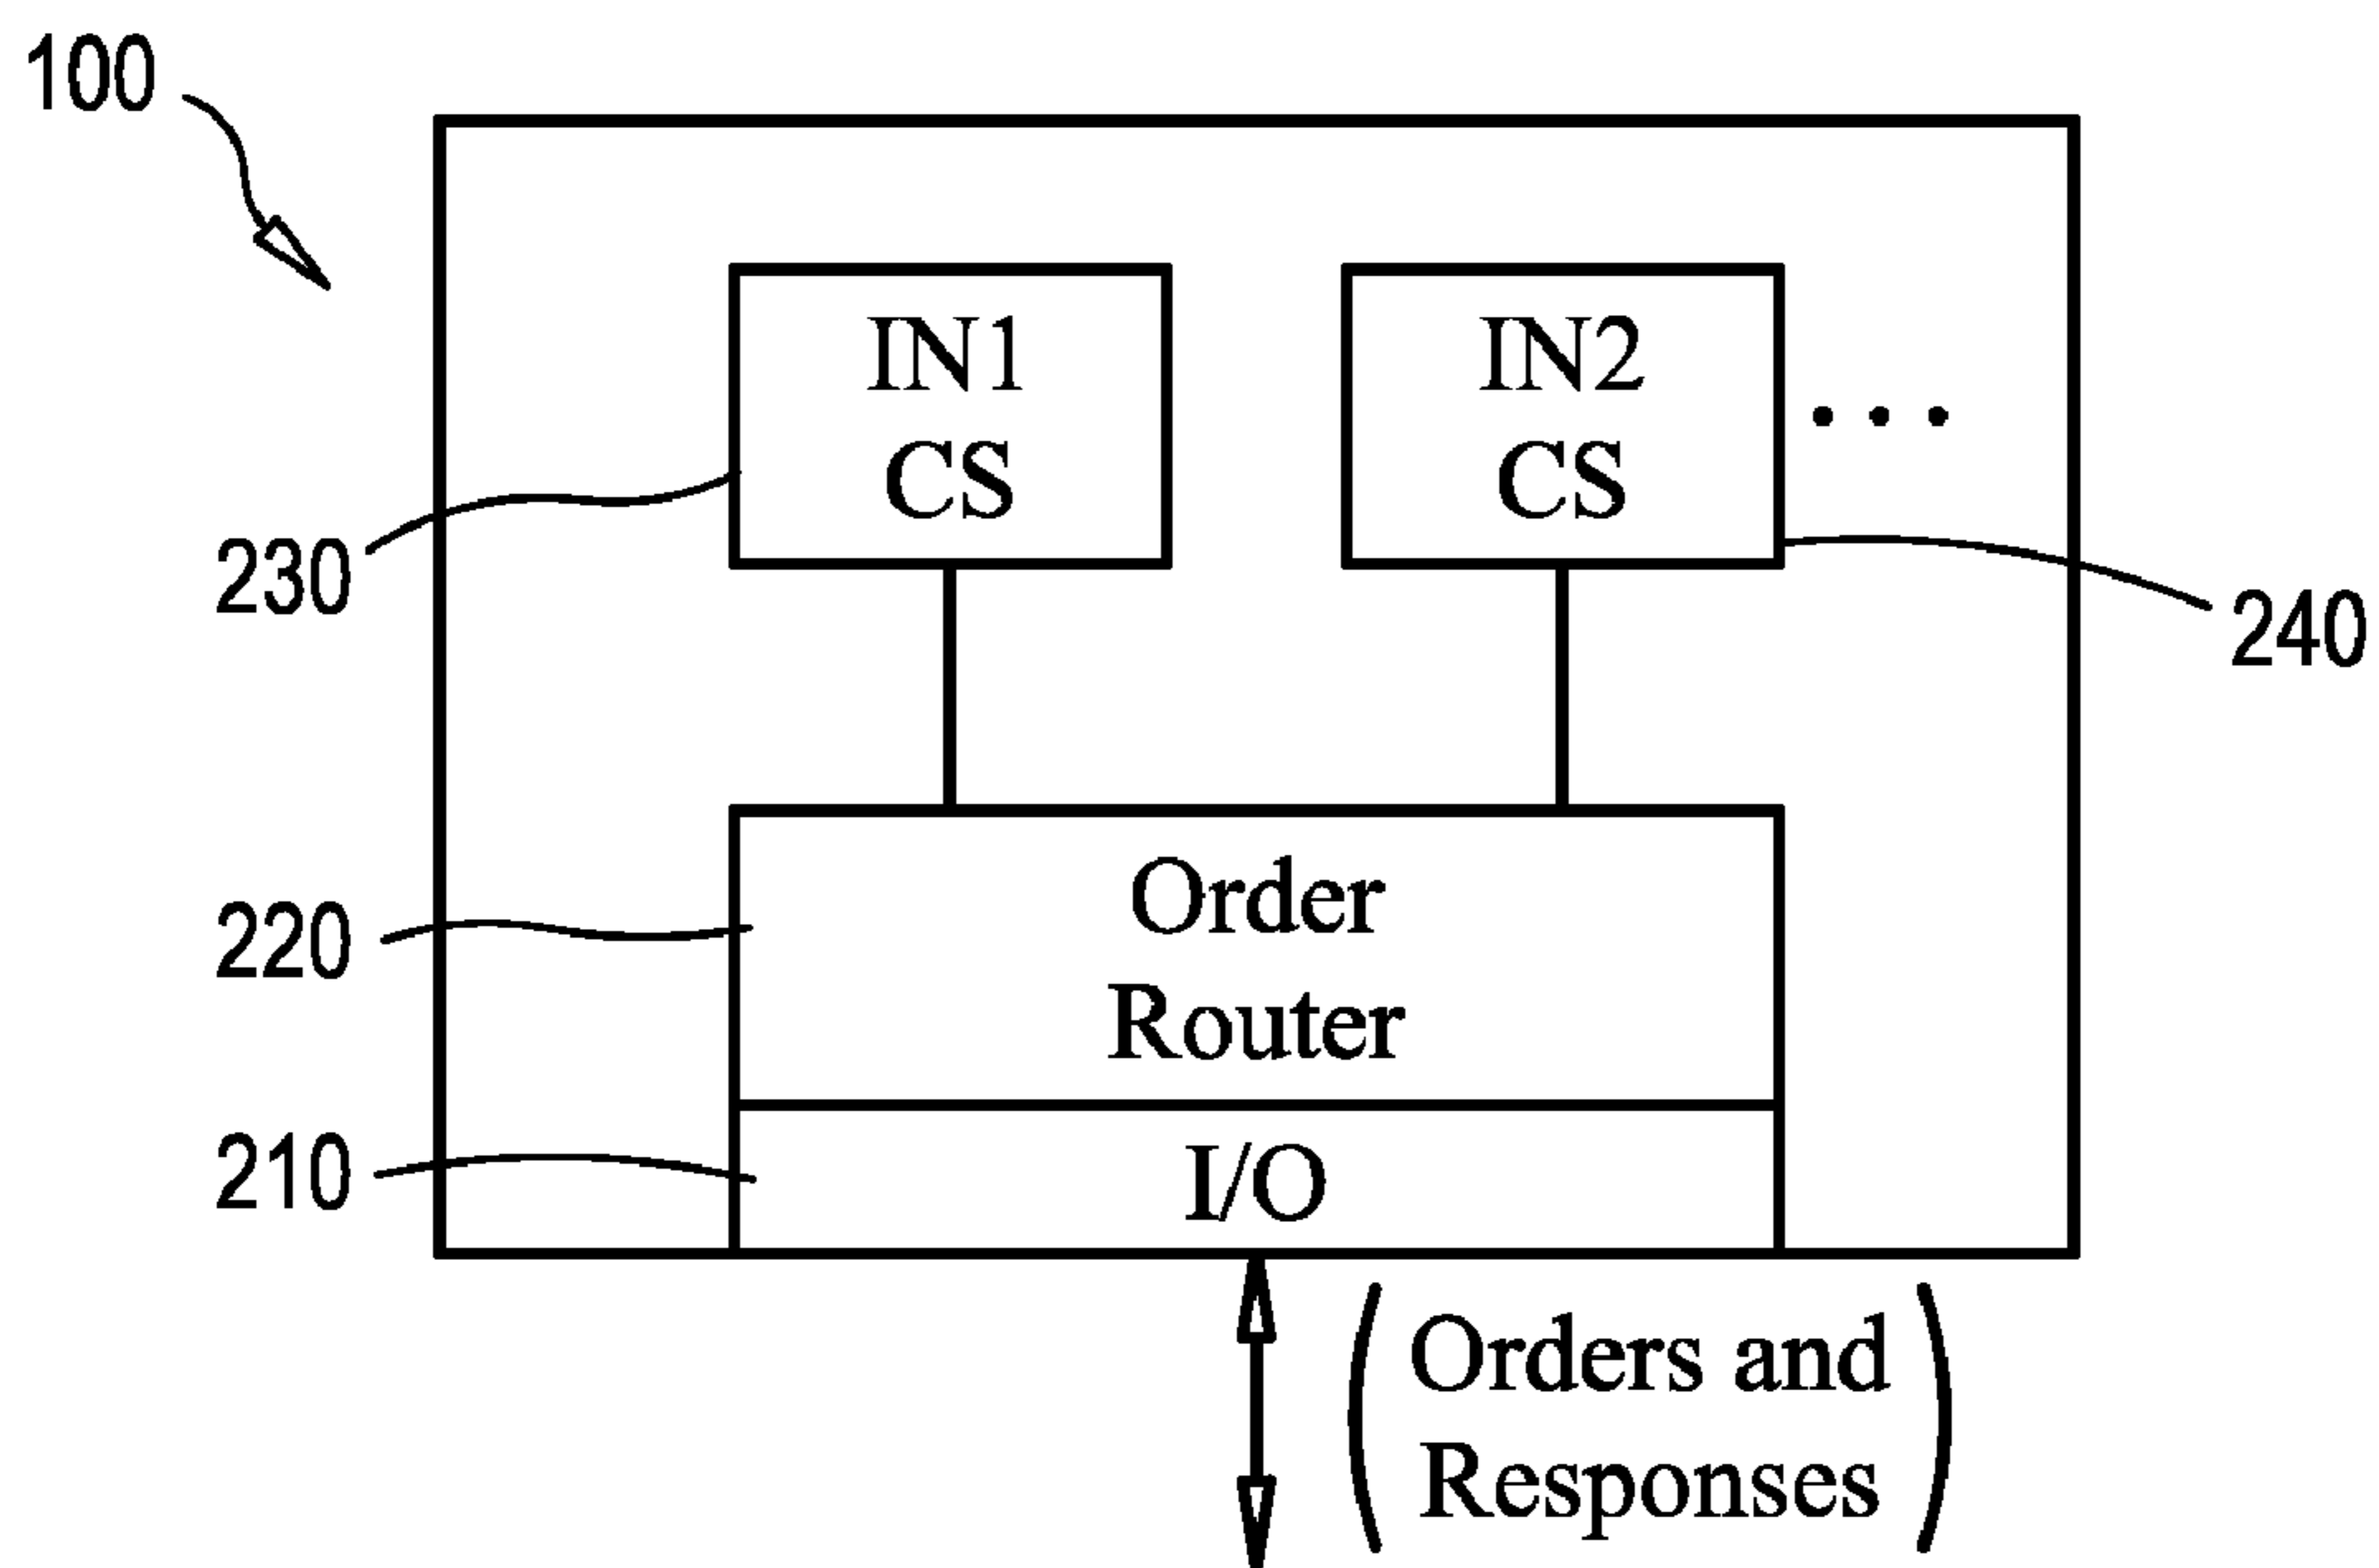 100
IN1
CS
IN2
CS
. . .
230
240
Order
Router
220
I/O
210
( Orders and
Responses )